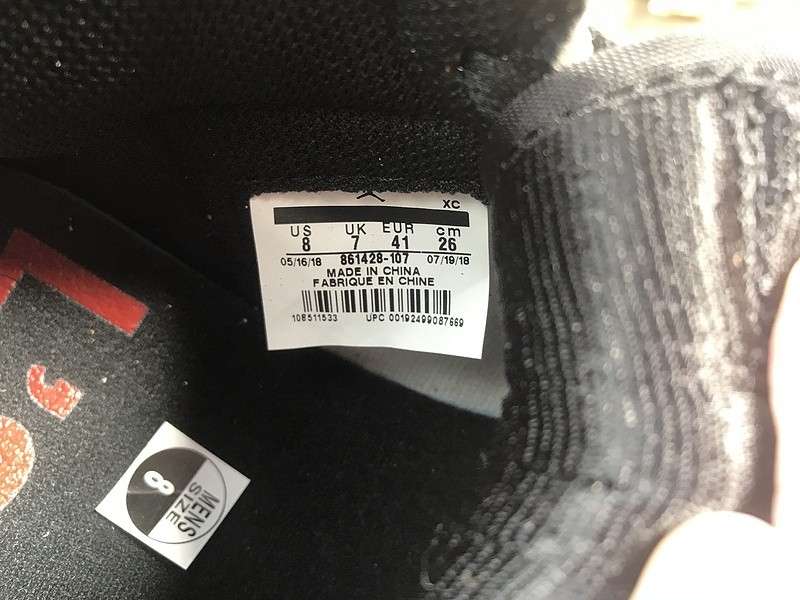 XC
US UK EUR cm
8 7 41 26
05/16/18 861428-107 07/19/18
MADE IN CHINA
FABRIQUE EN CHINE
108511533 UPC 00192499087669
8
MENS
SIZE